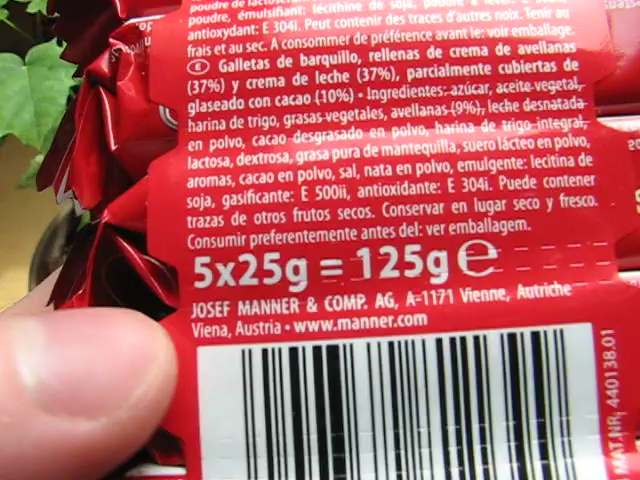 poudre de lactosérum
poudre, émulsifiant: lécithine de soja, poudre à lever: E
antioxydant: E 304i. Peut contenir des traces d'autres noix. Tenir au
frais et au sec. A consommer de préférence avant le: voir emballage.
E Galletas de barquillo, rellenas de crema de avellanas
(37%) y crema de leche (37%), parcialmente cubiertas de
glaseado con cacao (10%) • Ingredientes: azúcar, aceite vegetal,
harina de trigo, grasas vegetales, avellanas (9%), leche desnatada
en polvo, cacao desgrasado en polvo, harina de trigo integral,
lactosa, dextrosa, grasa pura de mantequilla, suero lácteo en polvo,
aromas, cacao en polvo, sal, nata en polvo, emulgente: lecitina de
soja, gasificante: E 500ii, antioxidante: E 304i. Puede contener
trazas de otros frutos secos. Conservar en lugar seco y fresco.
Consumir preferentemente antes del: ver emballagem.
5x25g = 125g e
JOSEF MANNER & COMP. AG, A-1171 Vienne, Autriche
Viena, Austria • www.manner.com
MAT.NR. 440138.01